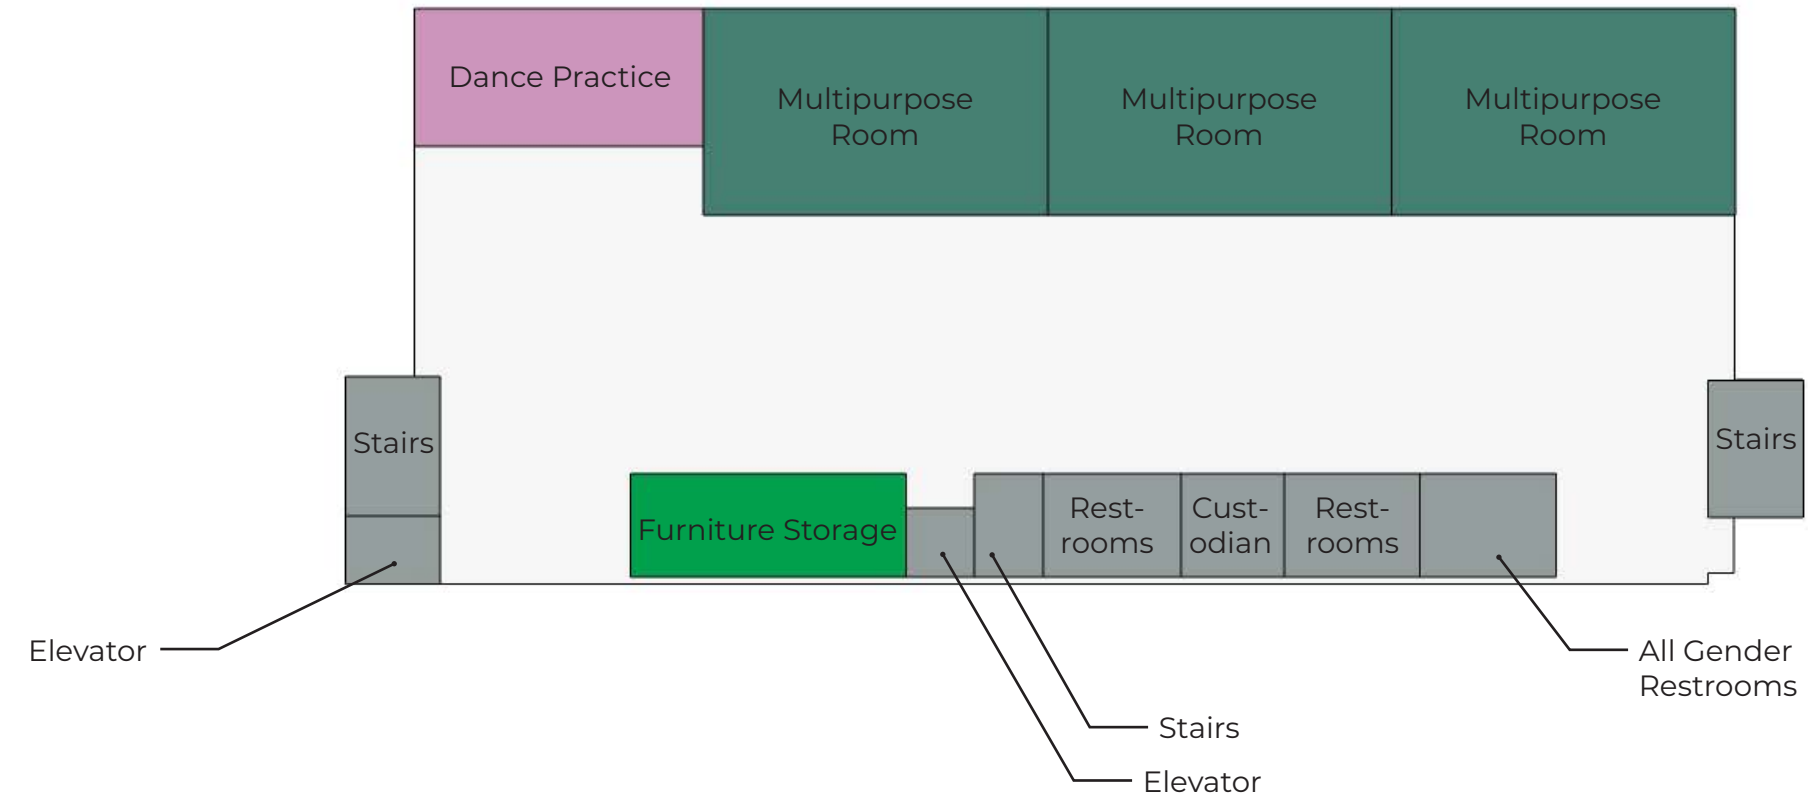 Dance Practice
Multipurpose
Room
Multipurpose
Room
Multipurpose
Room
Stairs
Stairs
Furniture Storage
Rest-
rooms
Cust-
odian
Rest-
rooms
Elevator
All Gender
Restrooms
Stairs
Elevator